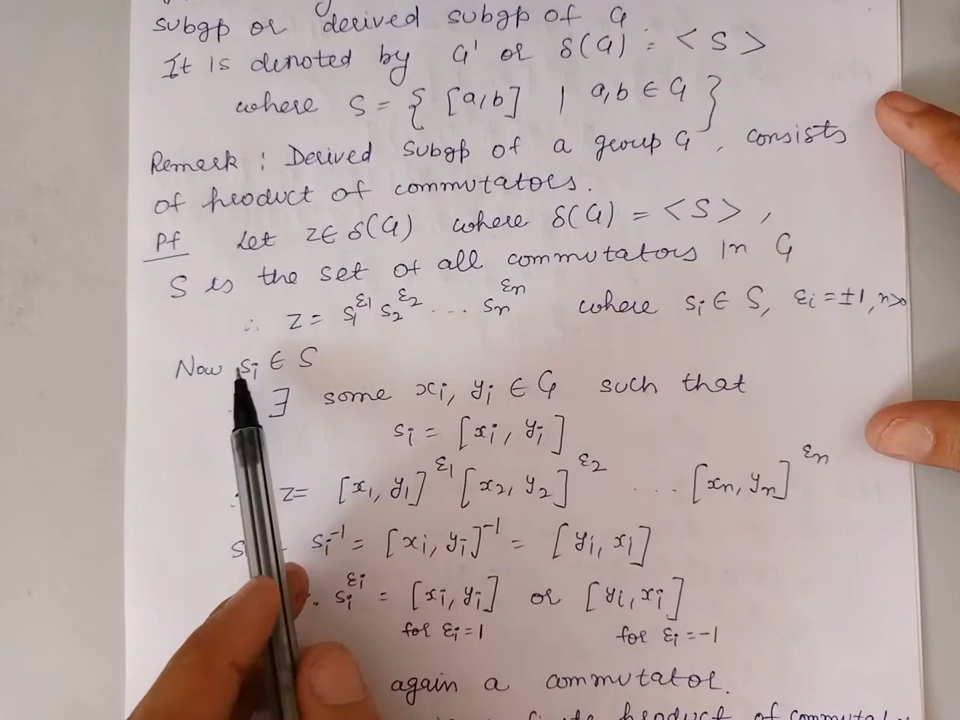 subgp or derived subgp of G
It is denoted by G' or δ(G) = < S >
where S = { [a,b] | a,b ∈ G }
Remark : Derived subgp of a group G, consists
of product of commutators.
Pf Let z ∈ δ(G) where δ(G) = < S > ,
S is the set of all commutators in G
∴ z = s₁^ε₁ s₂^ε₂ ... sₙ^εₙ where sᵢ ∈ S, εᵢ = ±1, n>
Now sᵢ ∈ S
∃ some xᵢ, yᵢ ∈ G such that
sᵢ = [xᵢ, yᵢ]
z = [x₁, y₁]^ε₁ [x₂, y₂]^ε₂ ... [xₙ, yₙ]^εₙ
sᵢ⁻¹ = [xᵢ, yᵢ]⁻¹ = [yᵢ, xᵢ]
∴ sᵢ^εᵢ = [xᵢ, yᵢ] or [yᵢ, xᵢ]
for εᵢ = 1 for εᵢ = -1
again a commutator.
product of